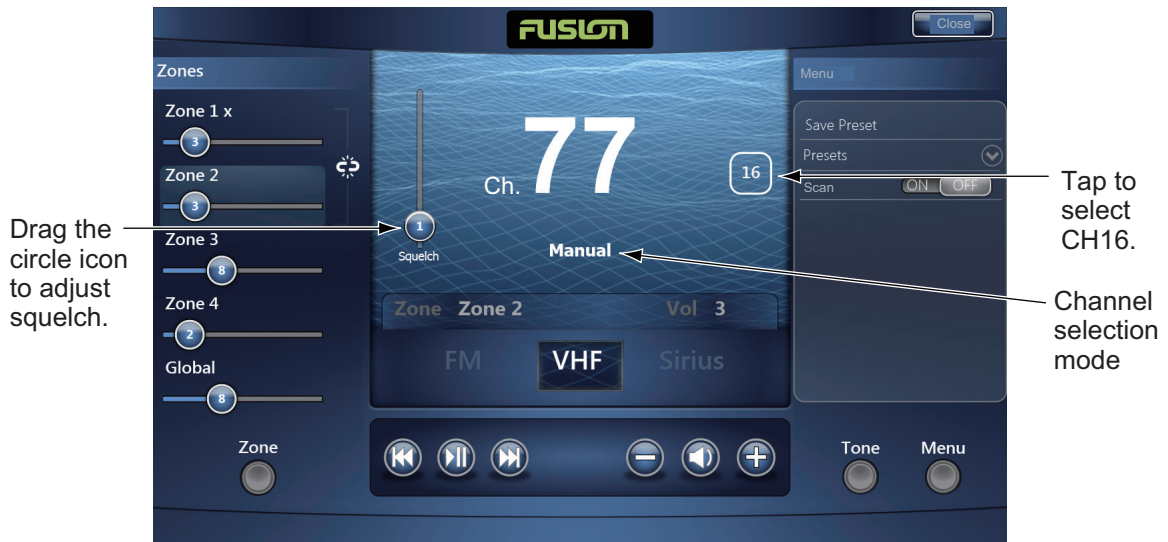 FUSION
Close
Zones
Zone 1 x
3
Zone 2
3
Zone 3
8
Zone 4
2
Global
8
Zone
Ch. 77
16
1
Squelch
Manual
Zone Zone 2 Vol 3
FM VHF Sirius
Menu
Save Preset
Presets
Scan ON OFF
Tone Menu
Drag the
circle icon
to adjust
squelch.
Tap to
select
CH16.
Channel
selection
mode